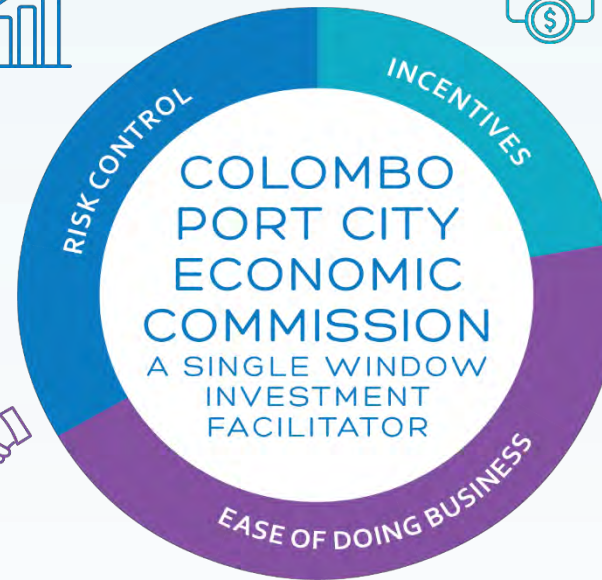 RISK CONTROL
INCENTIVES
COLOMBO
PORT CITY
ECONOMIC
COMMISSION
A SINGLE WINDOW
INVESTMENT
FACILITATOR
EASE OF DOING BUSINESS
$